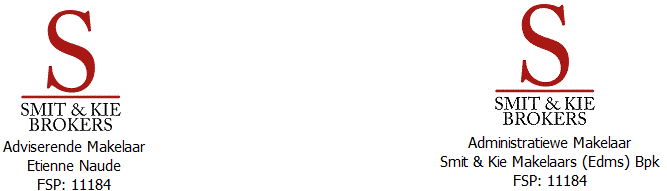 S
SMIT & KIE
BROKERS
Adviserende Makelaar
Etienne Naude
FSP: 11184
S
SMIT & KIE
BROKERS
Administratiewe Makelaar
Smit & Kie Makelaars (Edms) Bpk
FSP: 11184